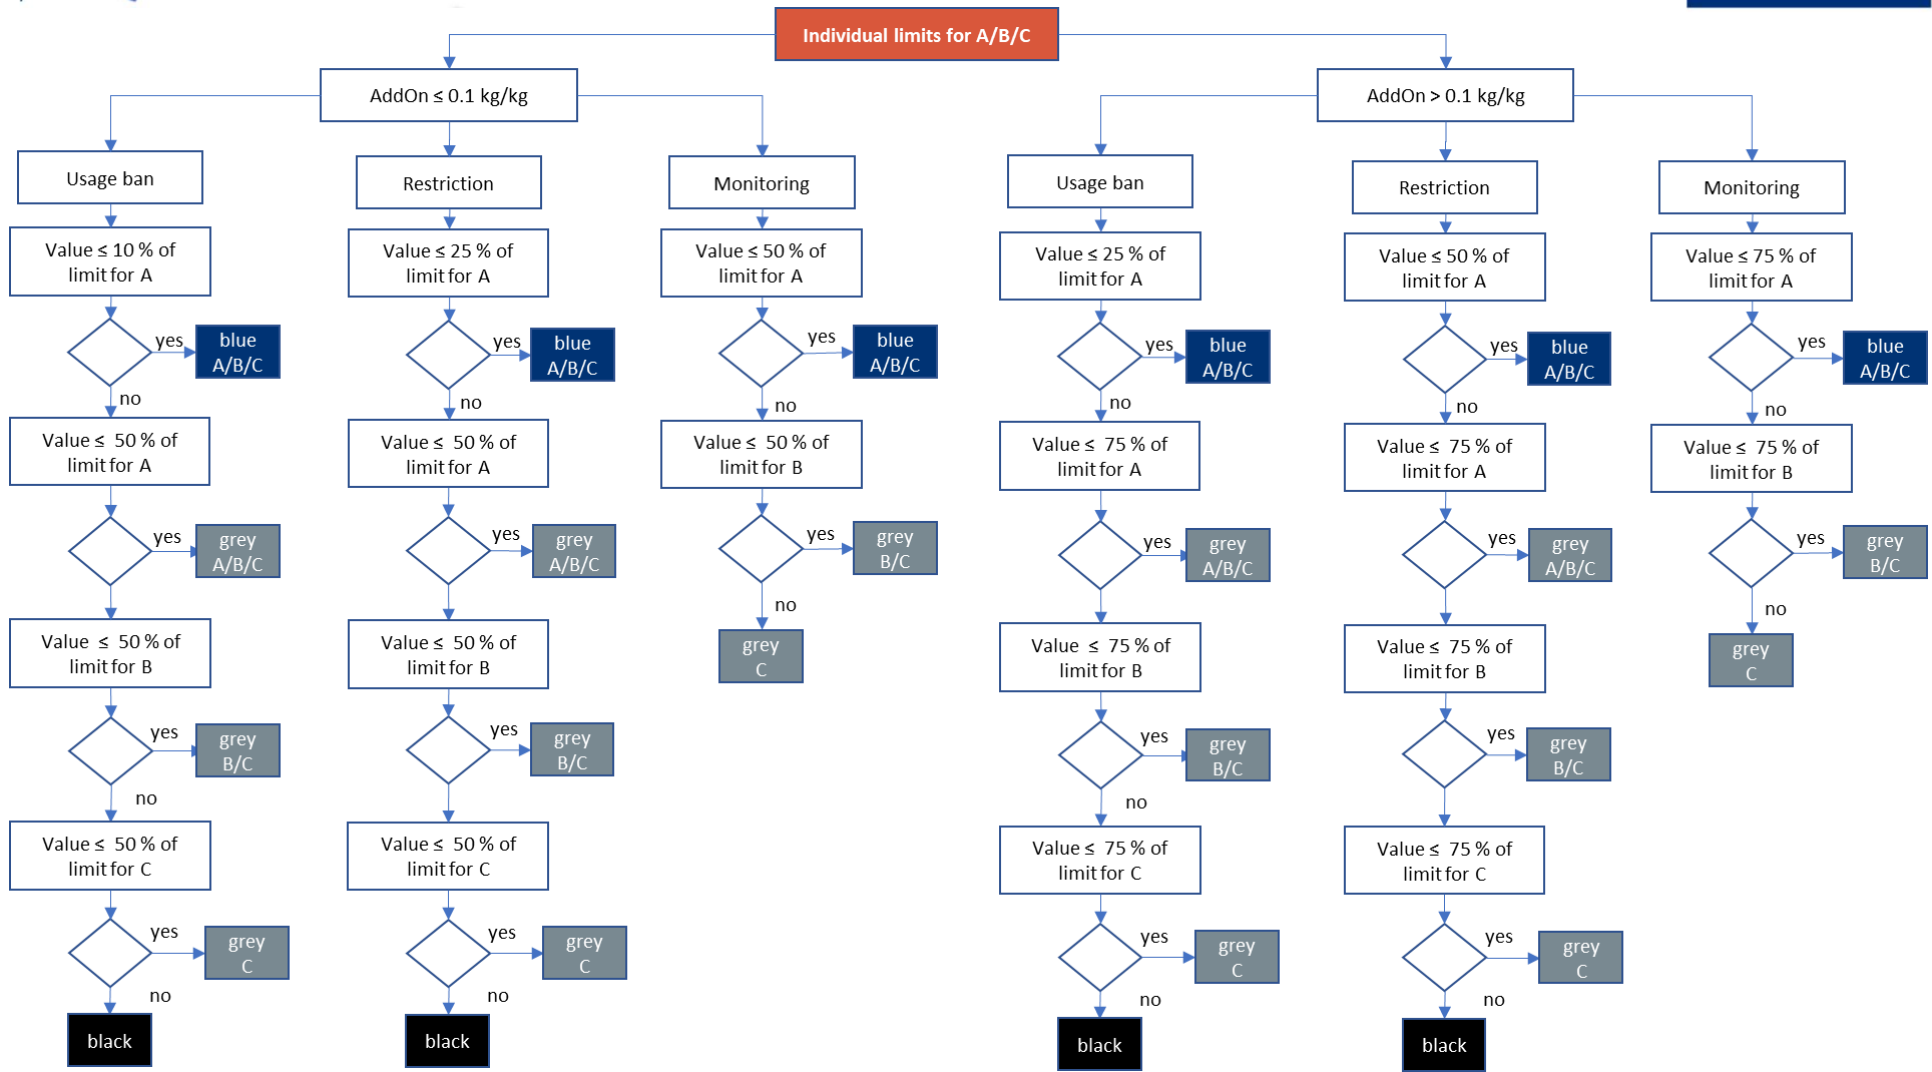 Individual limits for A/B/C
AddOn ≤ 0.1 kg/kg
Usage ban
Value ≤ 10 % of
limit for A
yes
blue
A/B/C
no
Value ≤ 50 % of
limit for A
yes
grey
A/B/C
Value ≤ 50 % of
limit for B
yes
grey
B/C
no
Value ≤ 50 % of
limit for C
yes
grey
C
no
black
Restriction
Value ≤ 25 % of
limit for A
yes
blue
A/B/C
no
Value ≤ 50 % of
limit for A
yes
grey
A/B/C
Value ≤ 50 % of
limit for B
yes
grey
B/C
Value ≤ 50 % of
limit for C
yes
grey
C
no
black
Monitoring
Value ≤ 50 % of
limit for A
yes
blue
A/B/C
no
Value ≤ 50 % of
limit for B
yes
grey
B/C
no
grey
C
AddOn > 0.1 kg/kg
Usage ban
Value ≤ 25 % of
limit for A
yes
blue
A/B/C
no
Value ≤ 75 % of
limit for A
yes
grey
A/B/C
Value ≤ 75 % of
limit for B
yes
grey
B/C
no
Value ≤ 75 % of
limit for C
yes
grey
C
no
black
Restriction
Value ≤ 50 % of
limit for A
yes
blue
A/B/C
no
Value ≤ 75 % of
limit for A
yes
grey
A/B/C
Value ≤ 75 % of
limit for B
yes
grey
B/C
Value ≤ 75 % of
limit for C
yes
grey
C
no
black
Monitoring
Value ≤ 75 % of
limit for A
yes
blue
A/B/C
no
Value ≤ 75 % of
limit for B
yes
grey
B/C
no
grey
C